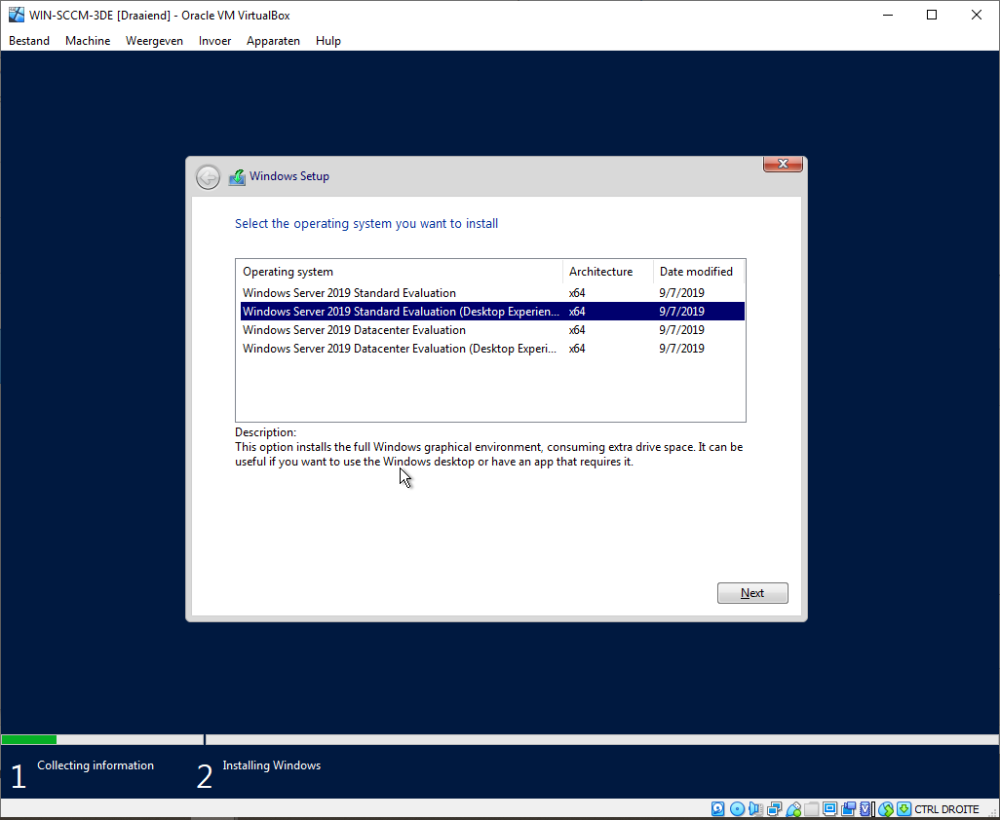 WIN-SCCM-3DE [Draaiend] - Oracle VM VirtualBox
Bestand Machine Weergeven Invoer Apparaten Hulp
Windows Setup
Select the operating system you want to install
Operating system Architecture Date modified
Windows Server 2019 Standard Evaluation x64 9/7/2019
Windows Server 2019 Standard Evaluation (Desktop Experien... x64 9/7/2019
Windows Server 2019 Datacenter Evaluation x64 9/7/2019
Windows Server 2019 Datacenter Evaluation (Desktop Experi... x64 9/7/2019
Description:
This option installs the full Windows graphical environment, consuming extra drive space. It can be
useful if you want to use the Windows desktop or have an app that requires it.
Next
1 Collecting information 2 Installing Windows
CTRL DROITE